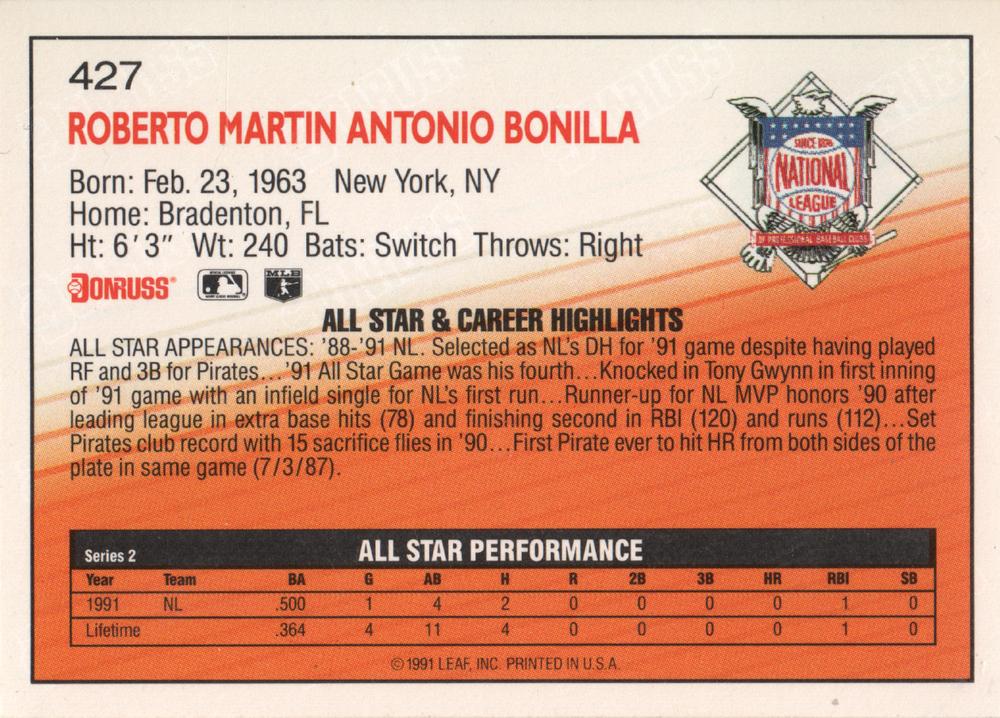 427
ROBERTO MARTIN ANTONIO BONILLA
Born: Feb. 23, 1963 New York, NY
Home: Bradenton, FL
Ht: 6'3" Wt: 240 Bats: Switch Throws: Right
SINCE 1876
NATIONAL
LEAGUE
OF PROFESSIONAL BASEBALL CLUBS
DONRUSS®
MLB
ALL STAR & CAREER HIGHLIGHTS
ALL STAR APPEARANCES: '88-'91 NL. Selected as NL's DH for '91 game despite having played
RF and 3B for Pirates...'91 All Star Game was his fourth...Knocked in Tony Gwynn in first inning
of '91 game with an infield single for NL's first run...Runner-up for NL MVP honors '90 after
leading league in extra base hits (78) and finishing second in RBI (120) and runs (112)...Set
Pirates club record with 15 sacrifice flies in '90...First Pirate ever to hit HR from both sides of the
plate in same game (7/3/87).
Series 2 ALL STAR PERFORMANCE
Year Team BA G AB H R 2B 3B HR RBI SB
1991 NL .500 1 4 2 0 0 0 0 1 0
Lifetime .364 4 11 4 0 0 0 0 1 0
©1991 LEAF, INC. PRINTED IN U.S.A.